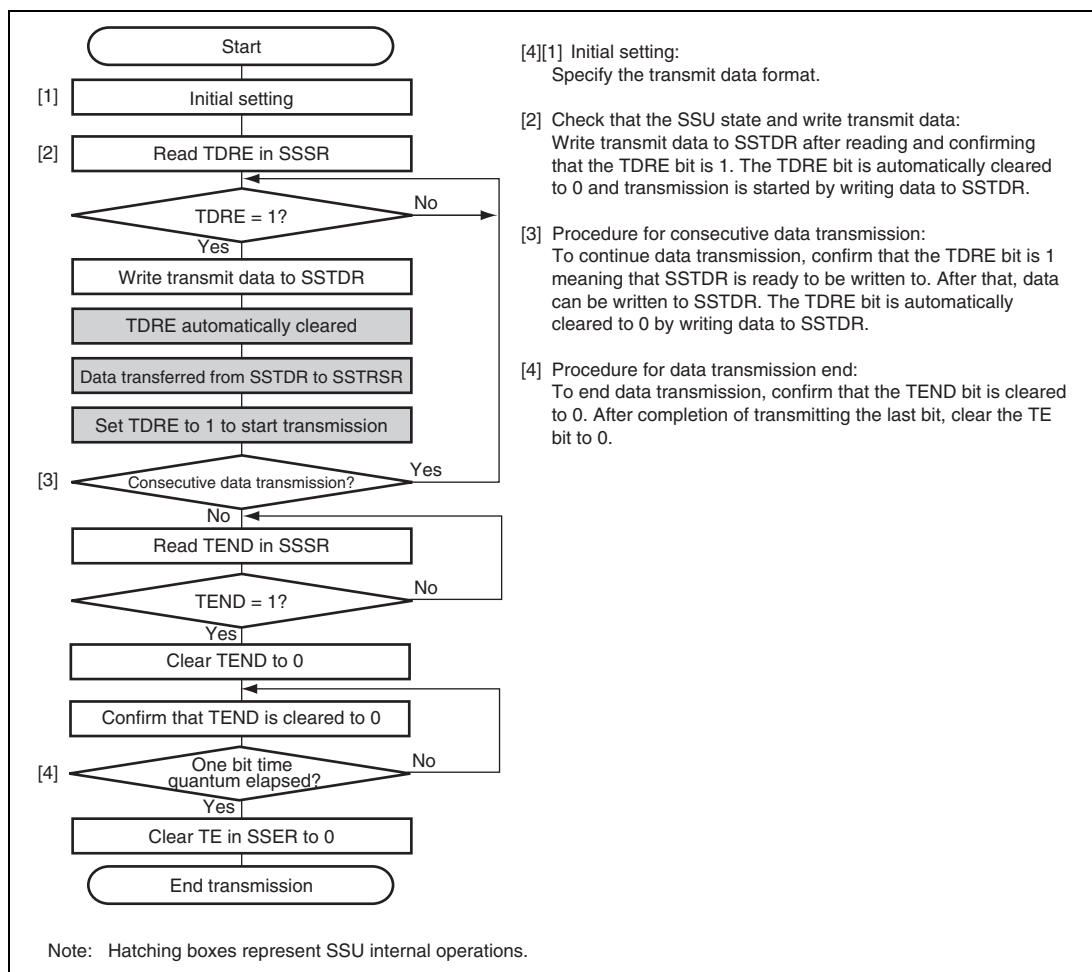 Start
[1] Initial setting
[2] Read TDRE in SSSR
TDRE = 1?
No
Yes
Write transmit data to SSTDR
TDRE automatically cleared
Data transferred from SSTDR to SSTRSR
Set TDRE to 1 to start transmission
[3] Consecutive data transmission?
Yes
No
Read TEND in SSSR
TEND = 1?
No
Yes
Clear TEND to 0
Confirm that TEND is cleared to 0
[4] One bit time
quantum elapsed?
No
Yes
Clear TE in SSER to 0
End transmission
[4][1] Initial setting:
Specify the transmit data format.
[2] Check that the SSU state and write transmit data:
Write transmit data to SSTDR after reading and confirming
that the TDRE bit is 1. The TDRE bit is automatically cleared
to 0 and transmission is started by writing data to SSTDR.
[3] Procedure for consecutive data transmission:
To continue data transmission, confirm that the TDRE bit is 1
meaning that SSTDR is ready to be written to. After that, data
can be written to SSTDR. The TDRE bit is automatically
cleared to 0 by writing data to SSTDR.
[4] Procedure for data transmission end:
To end data transmission, confirm that the TEND bit is cleared
to 0. After completion of transmitting the last bit, clear the TE
bit to 0.
Note: Hatching boxes represent SSU internal operations.